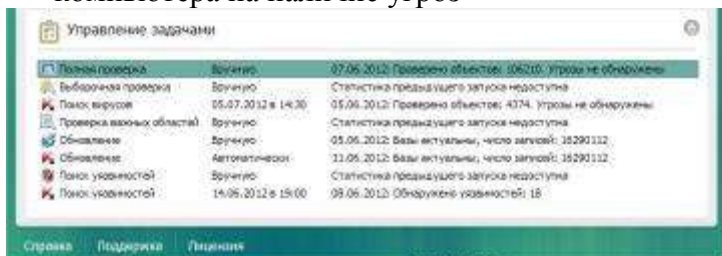 компьютера на наличие угроз
Управление задачами
Полная проверка Вручную 07.06.2012: Проверено объектов: 106210. Угрозы не обнаружены
Выборочная проверка Вручную Статистика предыдущего запуска недоступна
Поиск вирусов 05.07.2012 в 14:30 05.06.2012: Проверено объектов: 4374. Угрозы не обнаружены
Проверка важных областей Вручную Статистика предыдущего запуска недоступна
Обновление Вручную 05.06.2012: Базы актуальны, число записей: 16290112
Обновление Автоматически 11.06.2012: Базы актуальны, число записей: 16290112
Поиск уязвимостей Вручную Статистика предыдущего запуска недоступна
Поиск уязвимостей 14.06.2012 в 19:00 08.06.2012: Обнаружено уязвимостей: 18
Справка Поддержка Лицензия